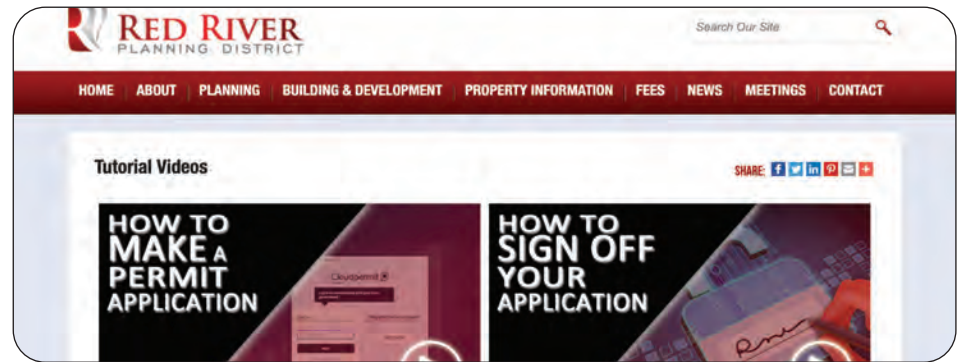 RED RIVER
PLANNING DISTRICT
Search Our Site
HOME ABOUT PLANNING BUILDING & DEVELOPMENT PROPERTY INFORMATION FEES NEWS MEETINGS CONTACT
Tutorial Videos
SHARE:
HOW TO
MAKE A
PERMIT
APPLICATION
Cloudpermit
HOW TO
SIGN OFF
YOUR
APPLICATION